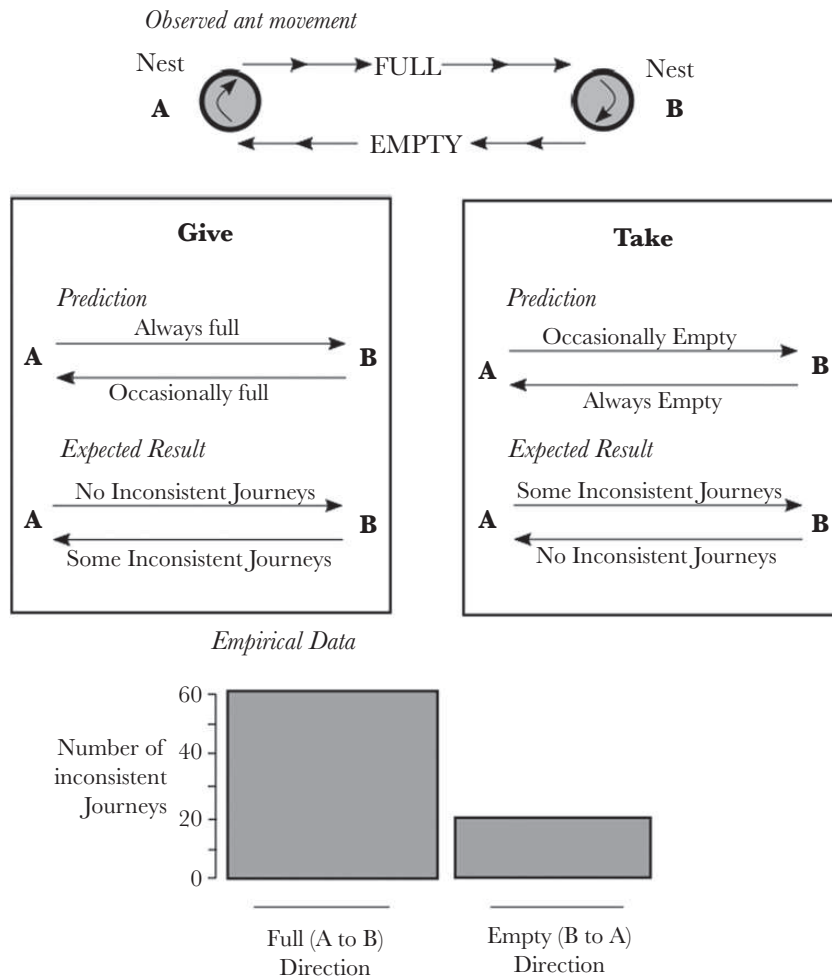 Observed ant movement
Nest
A
FULL
EMPTY
Nest
B
Give
Prediction
A
Always full
Occasionally full
B
Expected Result
A
No Inconsistent Journeys
Some Inconsistent Journeys
B
Take
Prediction
A
Occasionally Empty
Always Empty
B
Expected Result
A
Some Inconsistent Journeys
No Inconsistent Journeys
B
Empirical Data
Number of
inconsistent
Journeys
60
40
20
0
Full (A to B)
Direction
Empty (B to A)
Direction